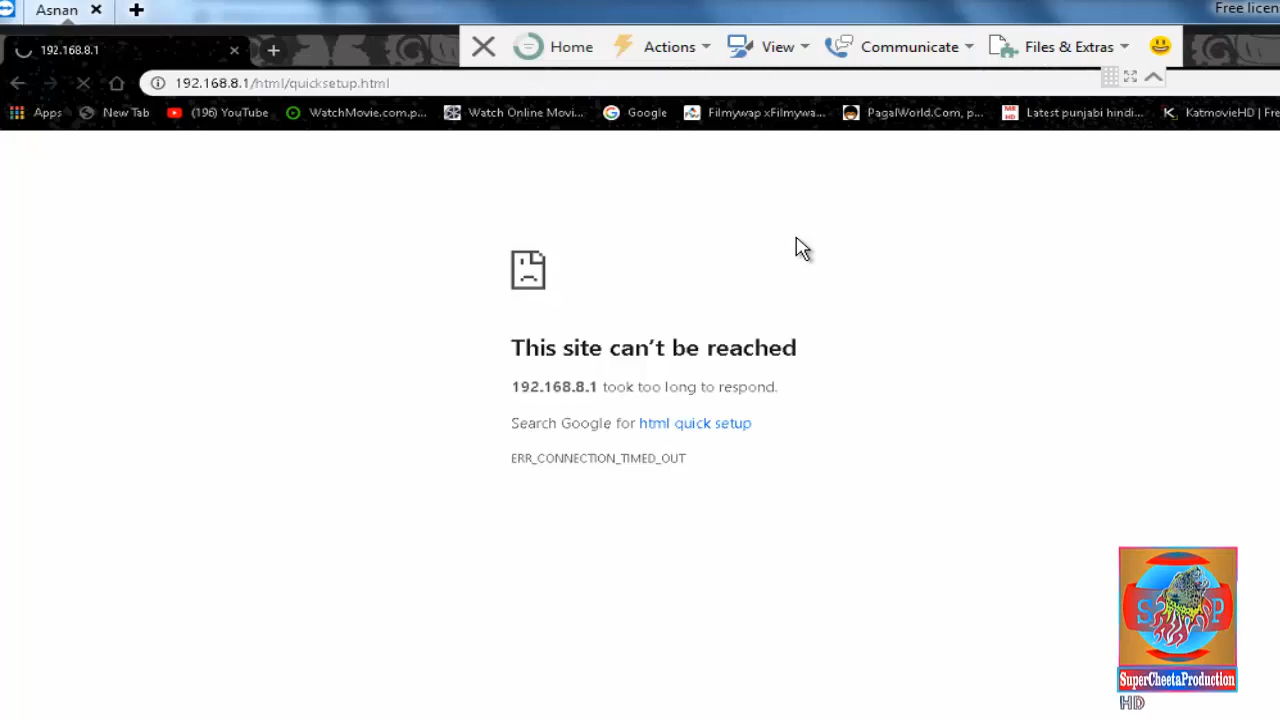 Asnan
Free licen
192.168.8.1
Home Actions View Communicate Files & Extras
192.168.8.1/html/quicksetup.html
Apps New Tab (196) YouTube WatchMovie.com.p... Watch Online Movi... Google Filmywap xFilmywa... PagalWorld.Com, p... Latest punjabi hindi... KatmovieHD | Fre
This site can't be reached
192.168.8.1 took too long to respond.
Search Google for html quick setup
ERR_CONNECTION_TIMED_OUT
S P
SuperCheetaProduction
HD